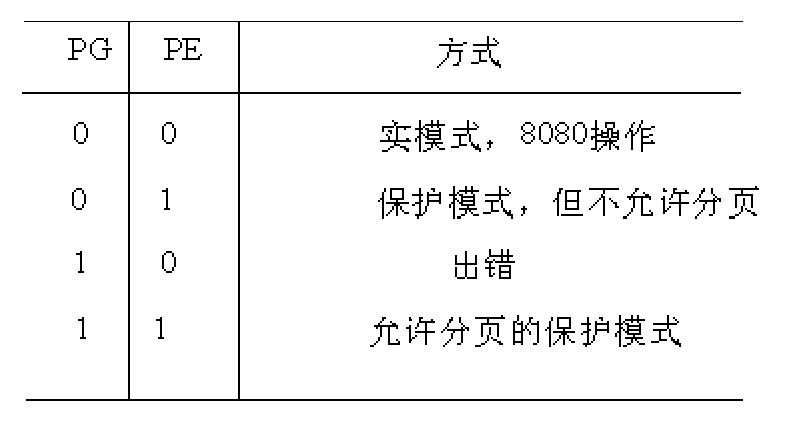 PG PE 方式
0 0 实模式，8080操作
0 1 保护模式，但不允许分页
1 0 出错
1 1 允许分页的保护模式